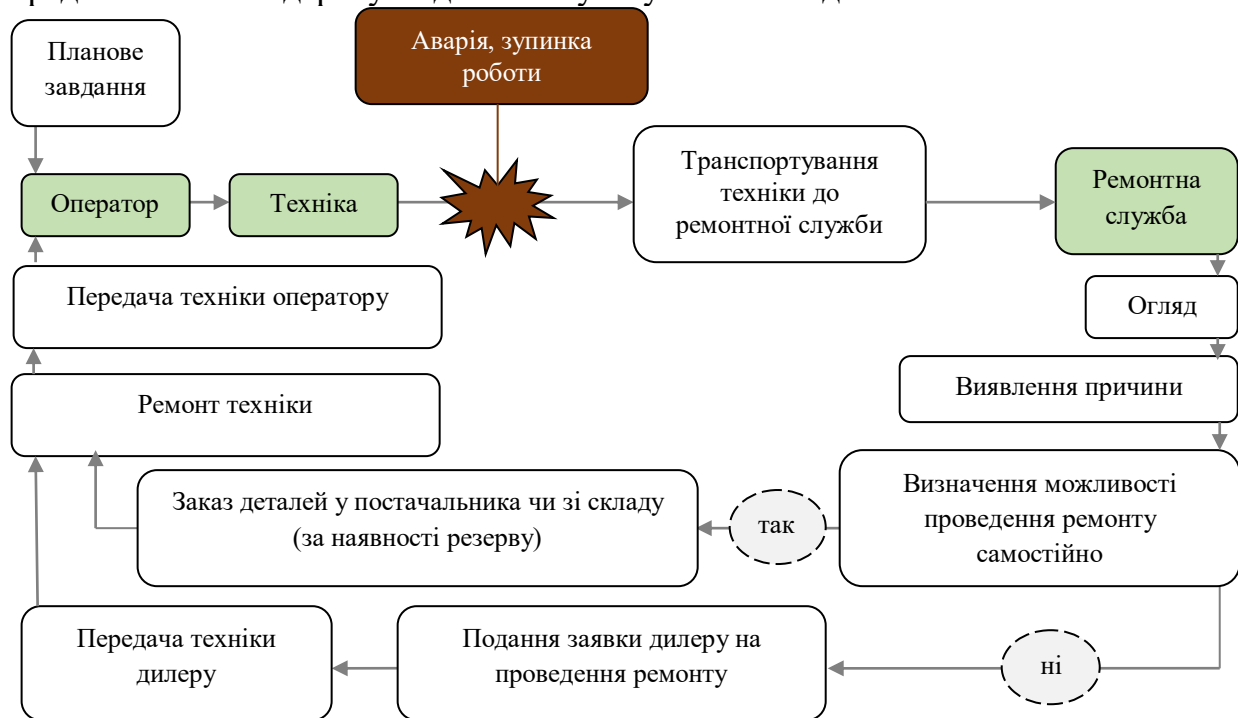 Планове
завдання
Аварія, зупинка
роботи
Оператор
Техніка
Транспортування
техніки до
ремонтної служби
Ремонтна
служба
Передача техніки оператору
Огляд
Ремонт техніки
Виявлення причини
Заказ деталей у постачальника чи зі складу
(за наявності резерву)
так
Визначення можливості
проведення ремонту
самостійно
Передача техніки
дилеру
Подання заявки дилеру на
проведення ремонту
ні